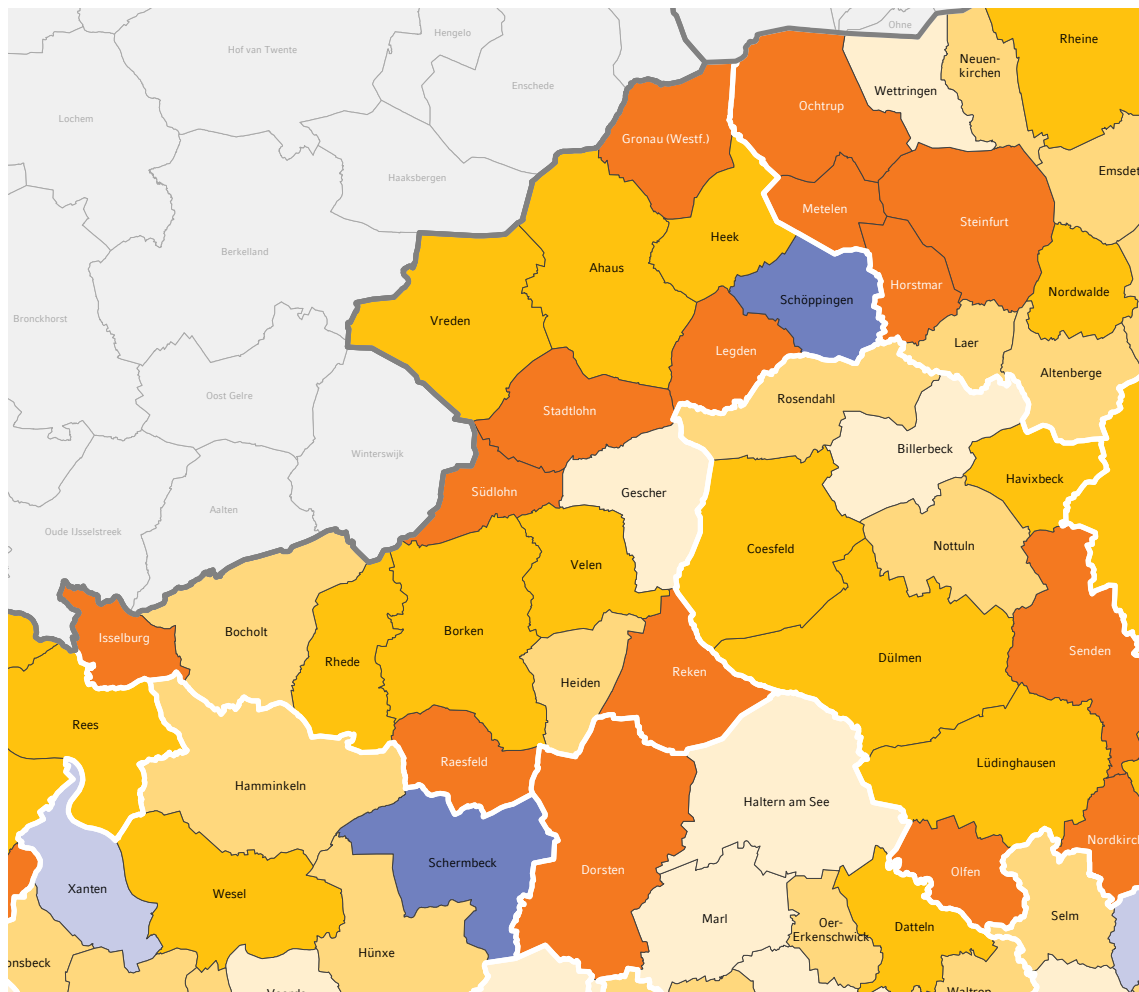 Ohne
Hengelo
Rheine
Hof van Twente
Neuen-
kirchen
Enschede
Wettringen
Ochtrup
Lochem
Gronau (Westf.)
Emsdet
Haaksbergen
Metelen
Steinfurt
Heek
Berkelland
Ahaus
Horstmar
Nordwalde
Schöppingen
Bronckhorst
Vreden
Laer
Legden
Altenberge
Oost Gelre
Rosendahl
Stadtlohn
Billerbeck
Winterswijk
Havixbeck
Südlohn
Gescher
Aalten
Oude IJsselstreek
Nottuln
Coesfeld
Velen
Isselburg
Bocholt
Borken
Senden
Dülmen
Rhede
Reken
Heiden
Rees
Raesfeld
Lüdinghausen
Hamminkeln
Haltern am See
Nordkirch
Schermbeck
Dorsten
Olfen
Xanten
Wesel
Selm
Marl
Oer-
Erkenschwick
Datteln
Hünxe
onsbeck
Voerde
Waltrop